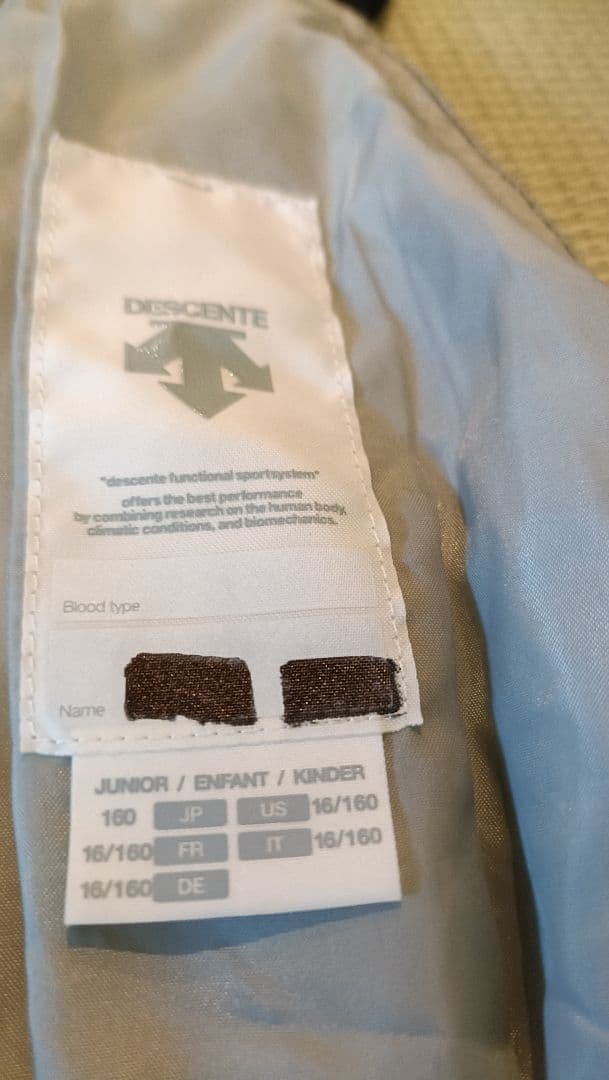 DESCENTE
"descente functional sportsystem"
offers the best performance
by combining research on the human body,
climatic conditions, and biomechanics.
Blood type
Name
JUNIOR / ENFANT / KINDER
160 JP US 16/160
16/160 FR IT 16/160
16/160 DE